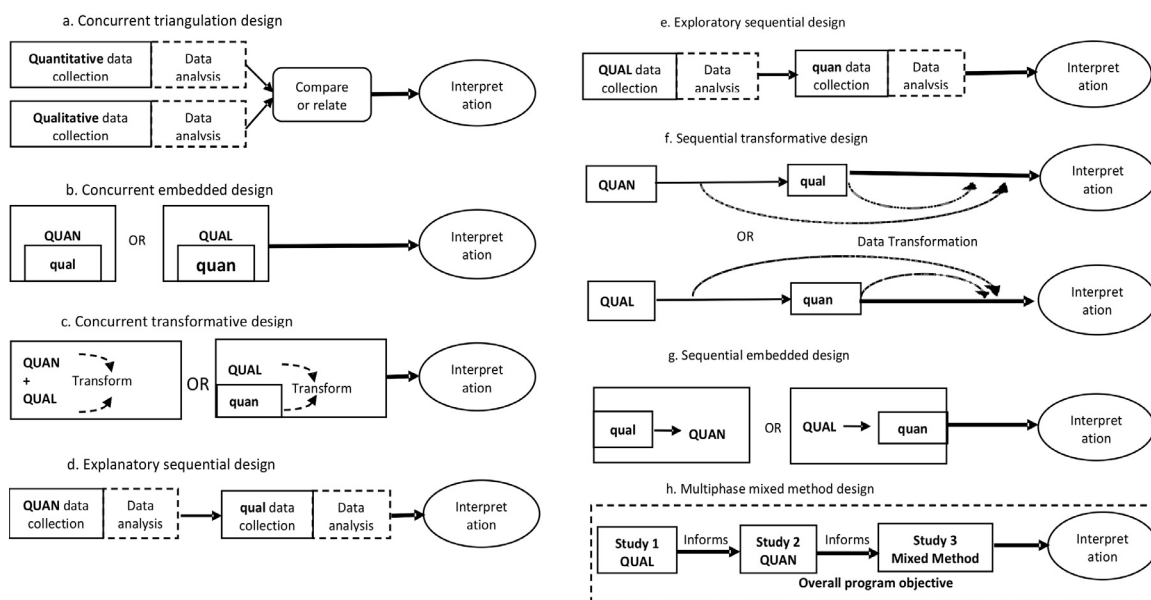 a. Concurrent triangulation design
Quantitative data
collection
Data
analysis
Qualitative data
collection
Data
analysis
Compare
or relate
Interpret
ation
b. Concurrent embedded design
QUAN
qual
OR
QUAL
quan
Interpret
ation
c. Concurrent transformative design
QUAN
+
QUAL
Transform
OR
QUAL
quan
Transform
Interpret
ation
d. Explanatory sequential design
QUAN data
collection
Data
analysis
qual data
collection
Data
analysis
Interpret
ation
e. Exploratory sequential design
QUAL data
collection
Data
analysis
quan data
collection
Data
analysis
Interpret
ation
f. Sequential transformative design
QUAN
qual
Interpret
ation
OR
Data Transformation
QUAL
quan
Interpret
ation
g. Sequential embedded design
qual
QUAN
OR
QUAL
quan
Interpret
ation
h. Multiphase mixed method design
Study 1
QUAL
Informs
Study 2
QUAN
Informs
Study 3
Mixed Method
Interpret
ation
Overall program objective